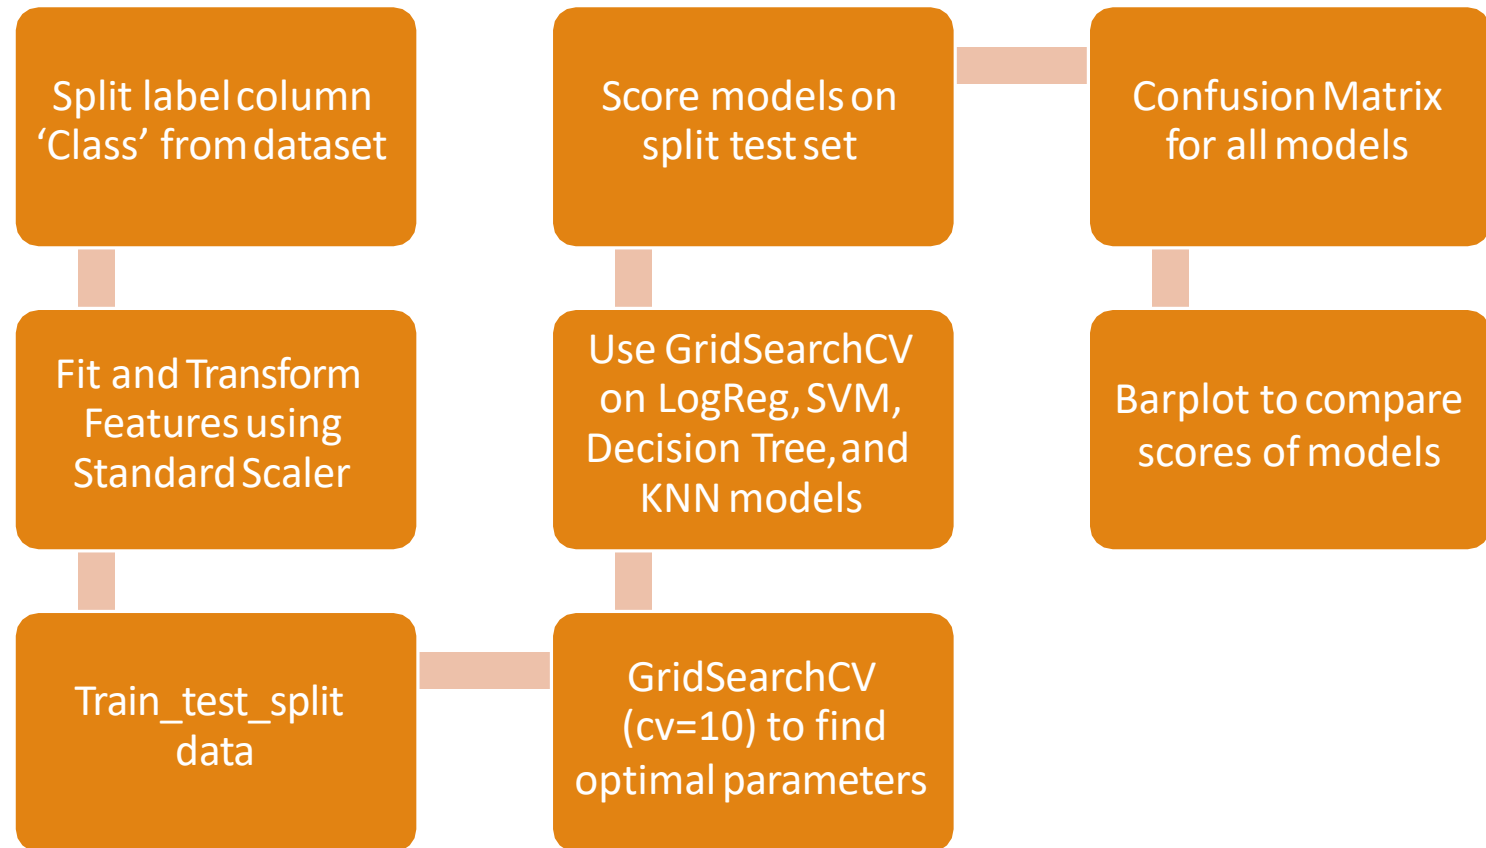 Split label column
‘Class’ from dataset
Fit and Transform
Features using
Standard Scaler
Train_test_split
data
GridSearchCV
(cv=10) to find
optimal parameters
Use GridSearchCV
on LogReg, SVM,
Decision Tree, and
KNN models
Score models on
split test set
Confusion Matrix
for all models
Barplot to compare
scores of models